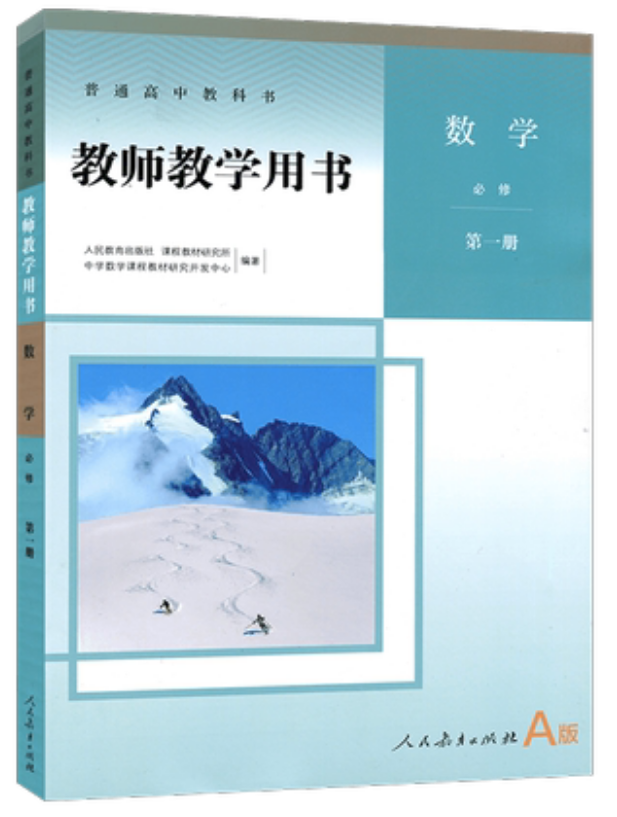 普通高中教科书
教师教学用书
人民教育出版社 课程教材研究所
中学数学课程教材研究开发中心
编著
数学
必修
第一册
人民教育出版社
A版
普通高中教科书
教师教学用书
数学
必修
第一册
人民教育出版社